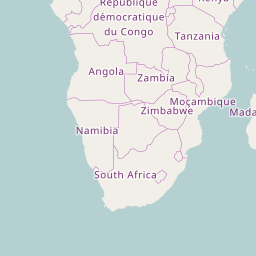 République
démocratique
du Congo
Tanzania
Angola
Zambia
Moçambique
Zimbabwe
Namibia
South Africa